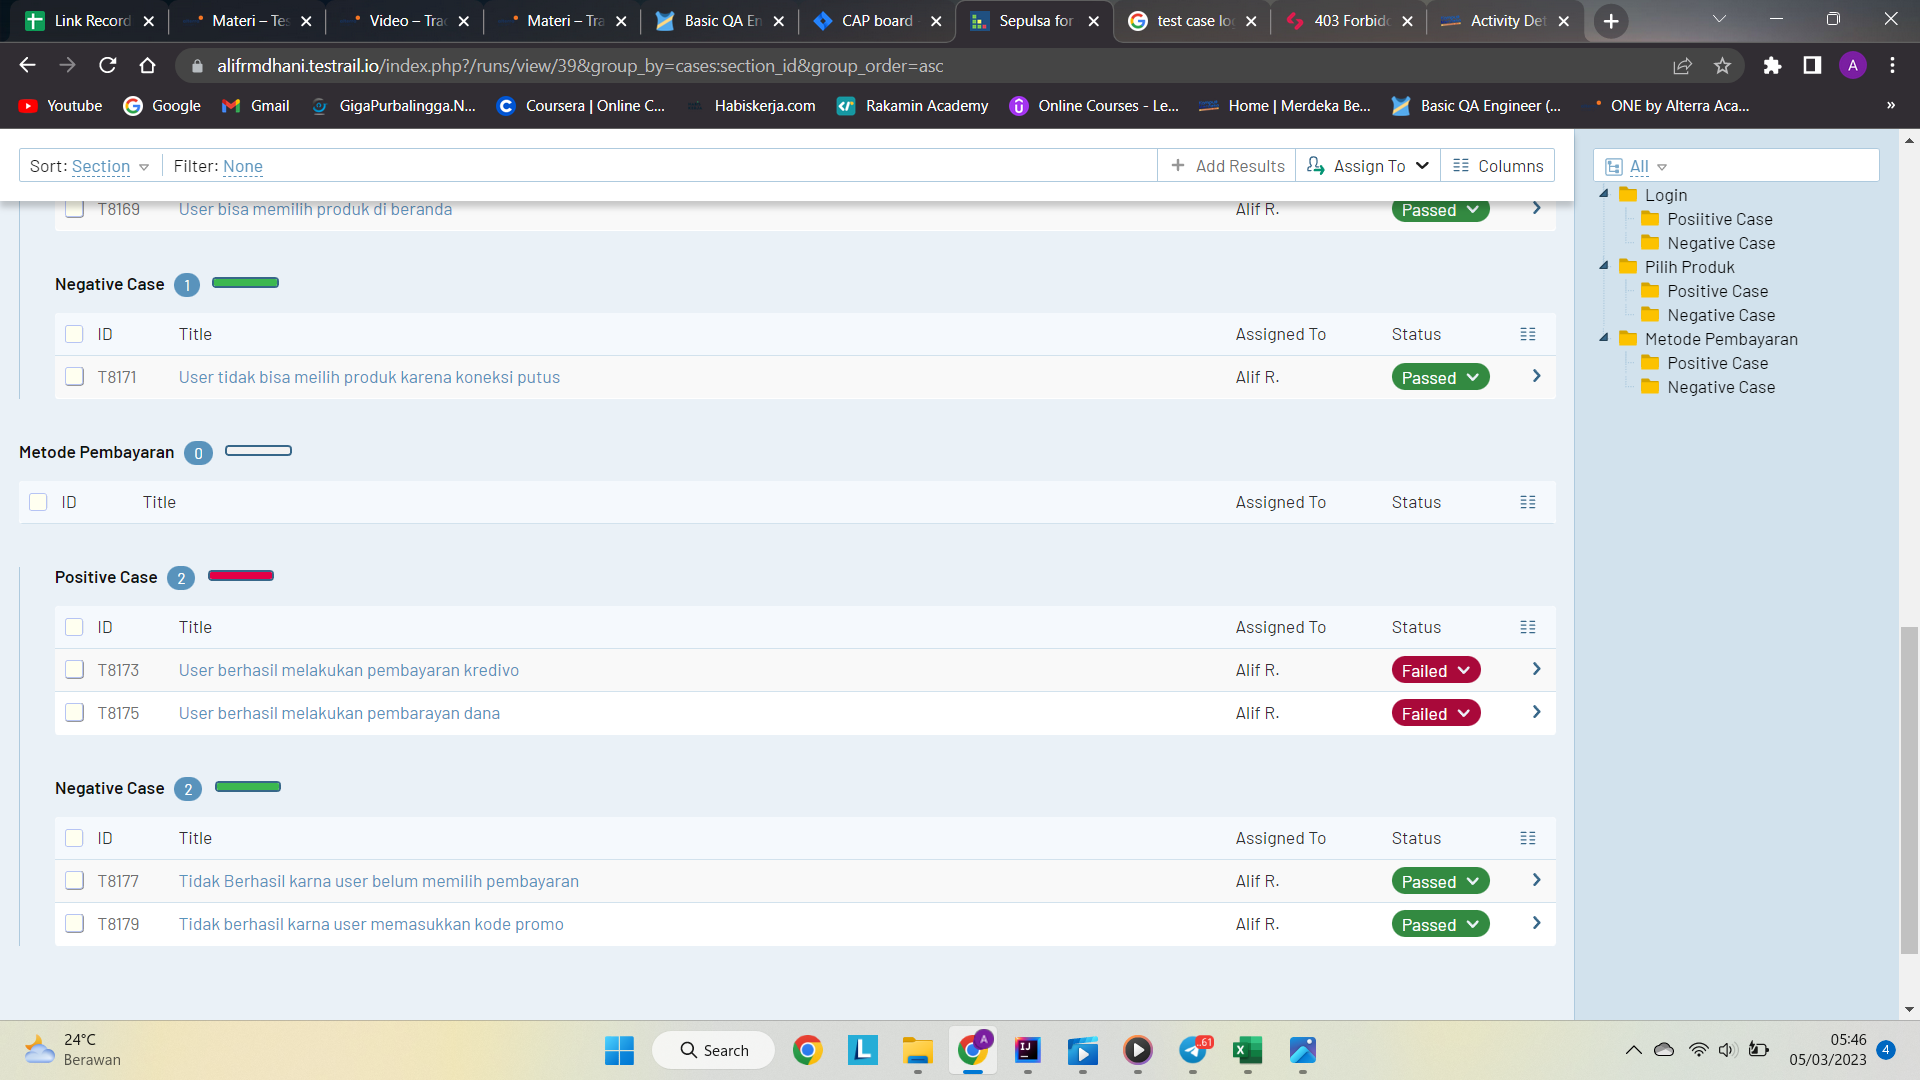 Link Record
Materi – Tes
Video – Trac
Materi – Tra
Basic QA En
CAP board
Sepulsa for
test case lo
403 Forbidd
Activity Det
alifrmdhani.testrail.io/index.php?/runs/view/39&group_by=cases:section_id&group_order=asc
A
Youtube
Google
Gmail
GigaPurbalingga.N...
Coursera | Online C...
Habiskerja.com
Rakamin Academy
Online Courses - Le...
Home | Merdeka Be...
Basic QA Engineer (...
ONE by Alterra Aca...
»
Sort: Section
Filter: None
+ Add Results
Assign To
Columns
All
T8169 User bisa memilih produk di beranda Alif R. Passed
Negative Case 1
ID Title Assigned To Status
T8171 User tidak bisa meilih produk karena koneksi putus Alif R. Passed
Metode Pembayaran 0
ID Title Assigned To Status
Positive Case 2
ID Title Assigned To Status
T8173 User berhasil melakukan pembayaran kredivo Alif R. Failed
T8175 User berhasil melakukan pembarayan dana Alif R. Failed
Negative Case 2
ID Title Assigned To Status
T8177 Tidak Berhasil karna user belum memilih pembayaran Alif R. Passed
T8179 Tidak berhasil karna user memasukkan kode promo Alif R. Passed
Login
Posiitive Case
Negative Case
Pilih Produk
Positive Case
Negative Case
Metode Pembayaran
Positive Case
Negative Case
24°C
Berawan
Search
L
A
IJ
61
05:46
05/03/2023
4